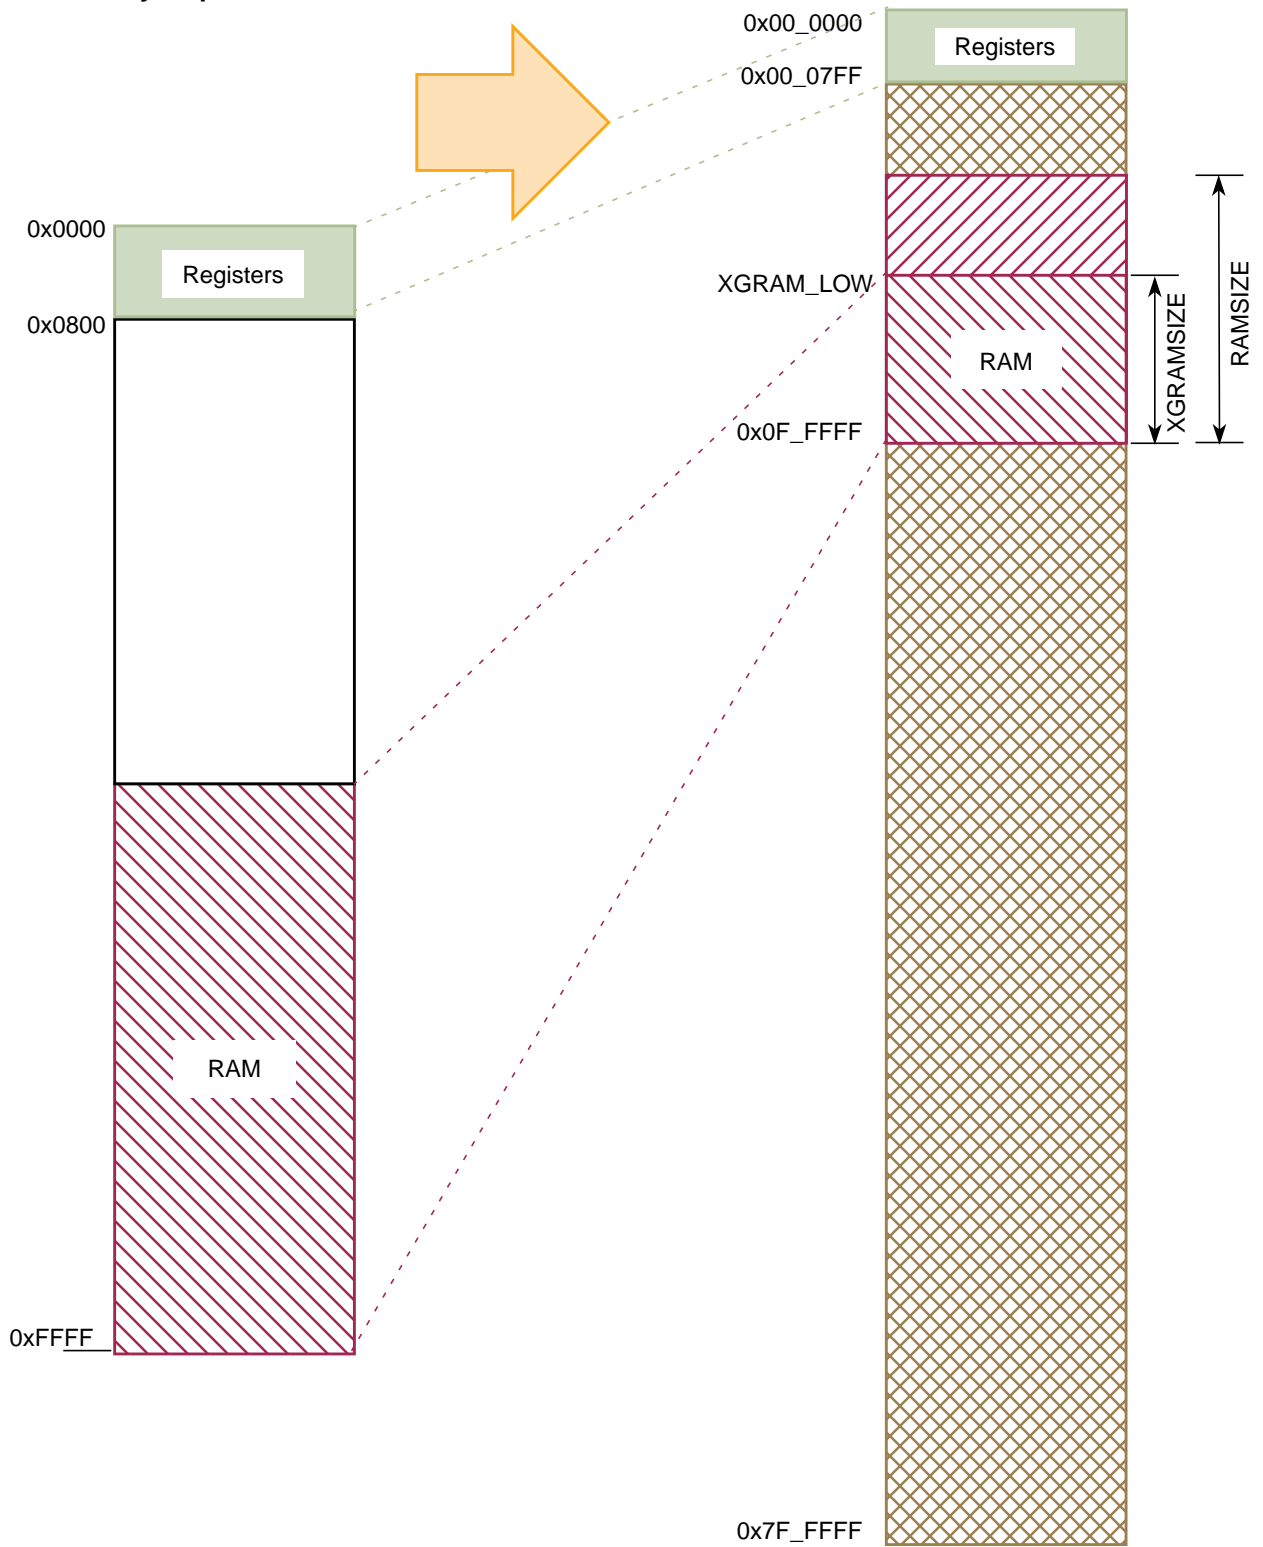 0x00_0000
Registers
0x00_07FF
0x0000
Registers
0x0800
XGRAM_LOW
RAM
XGRAMSIZE
RAMSIZE
0x0F_FFFF
RAM
0xFFFF
0x7F_FFFF